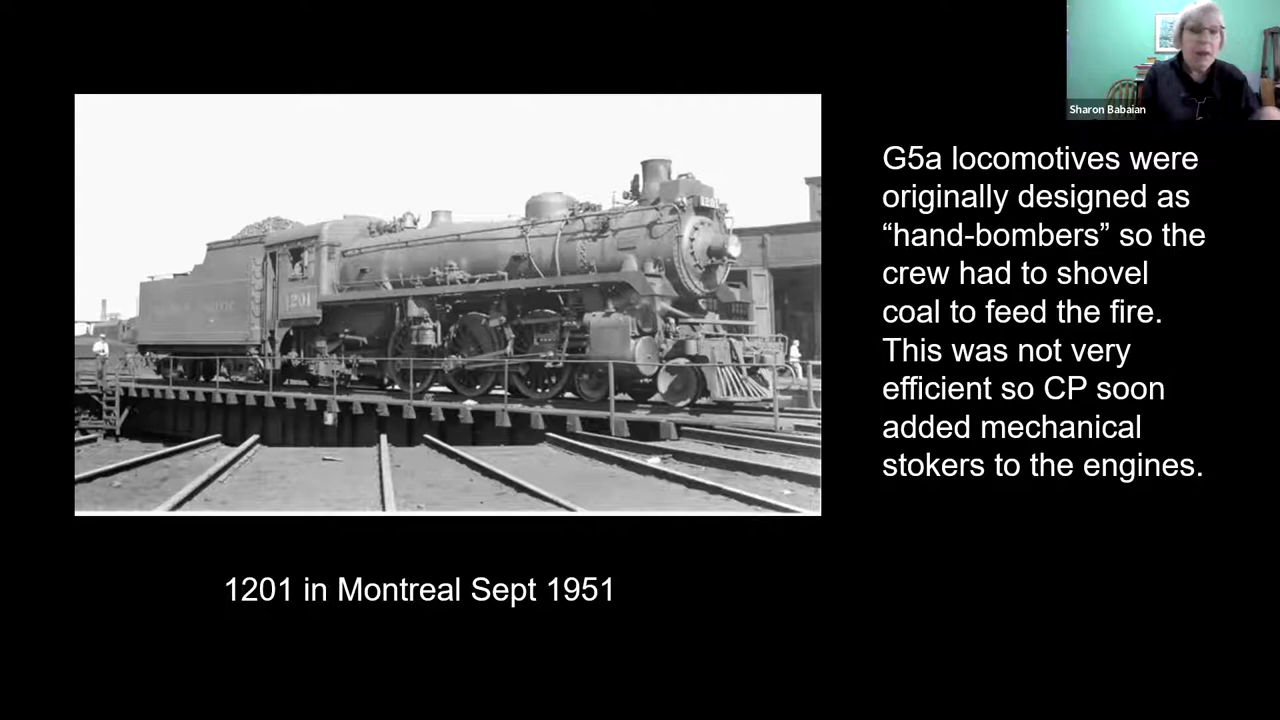 Sharon Babaian
G5a locomotives were
originally designed as
“hand-bombers” so the
crew had to shovel
coal to feed the fire.
This was not very
efficient so CP soon
added mechanical
stokers to the engines.
1201
1201
1201 in Montreal Sept 1951